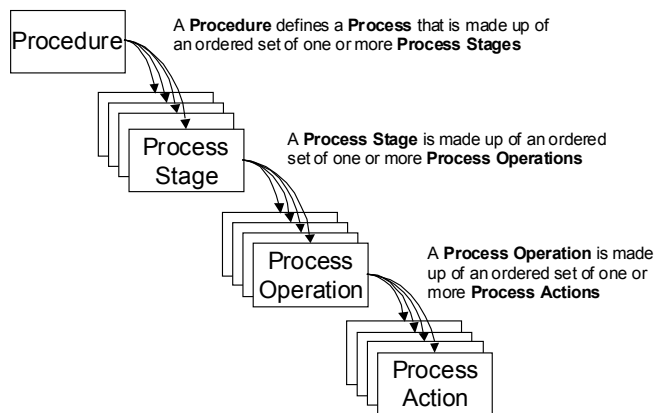 Procedure
A Procedure defines a Process that is made up of
an ordered set of one or more Process Stages
Process
Stage
A Process Stage is made up of an ordered
set of one or more Process Operations
Process
Operation
A Process Operation is made
up of an ordered set of one or
more Process Actions
Process
Action